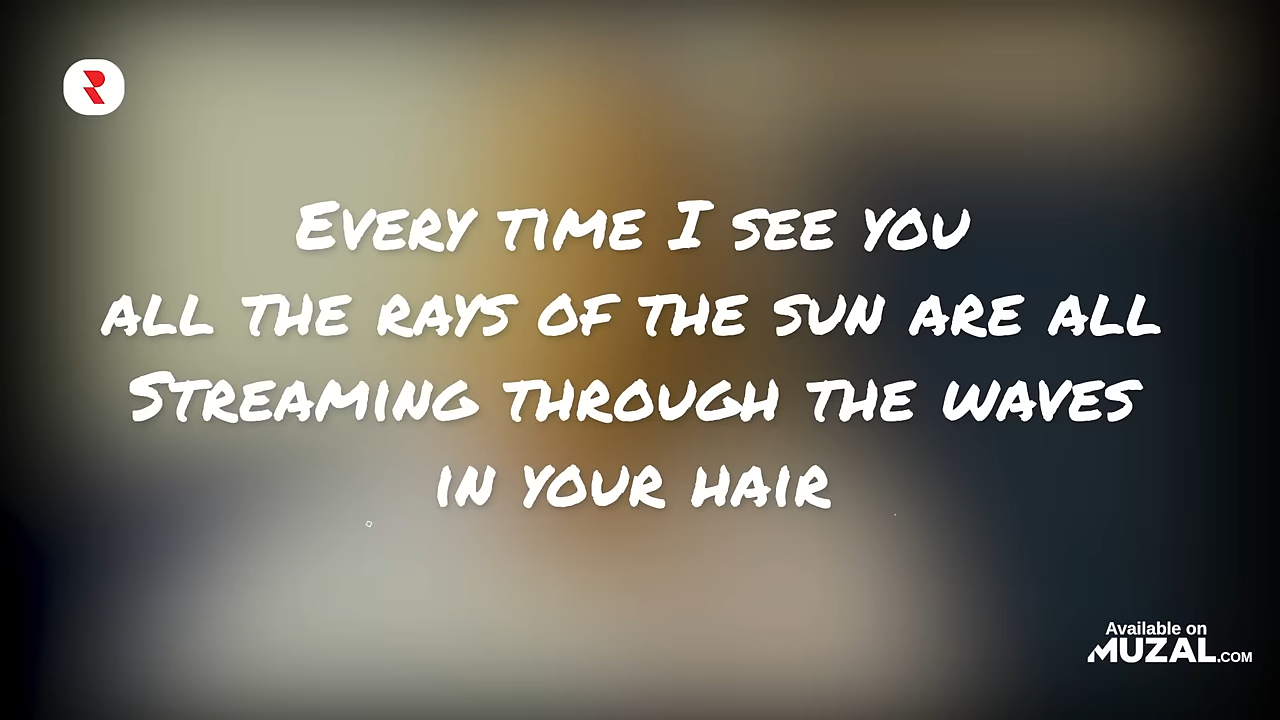 Every time I see you
all the rays of the sun are all
Streaming through the waves
in your hair
Available on
MUZAL.COM